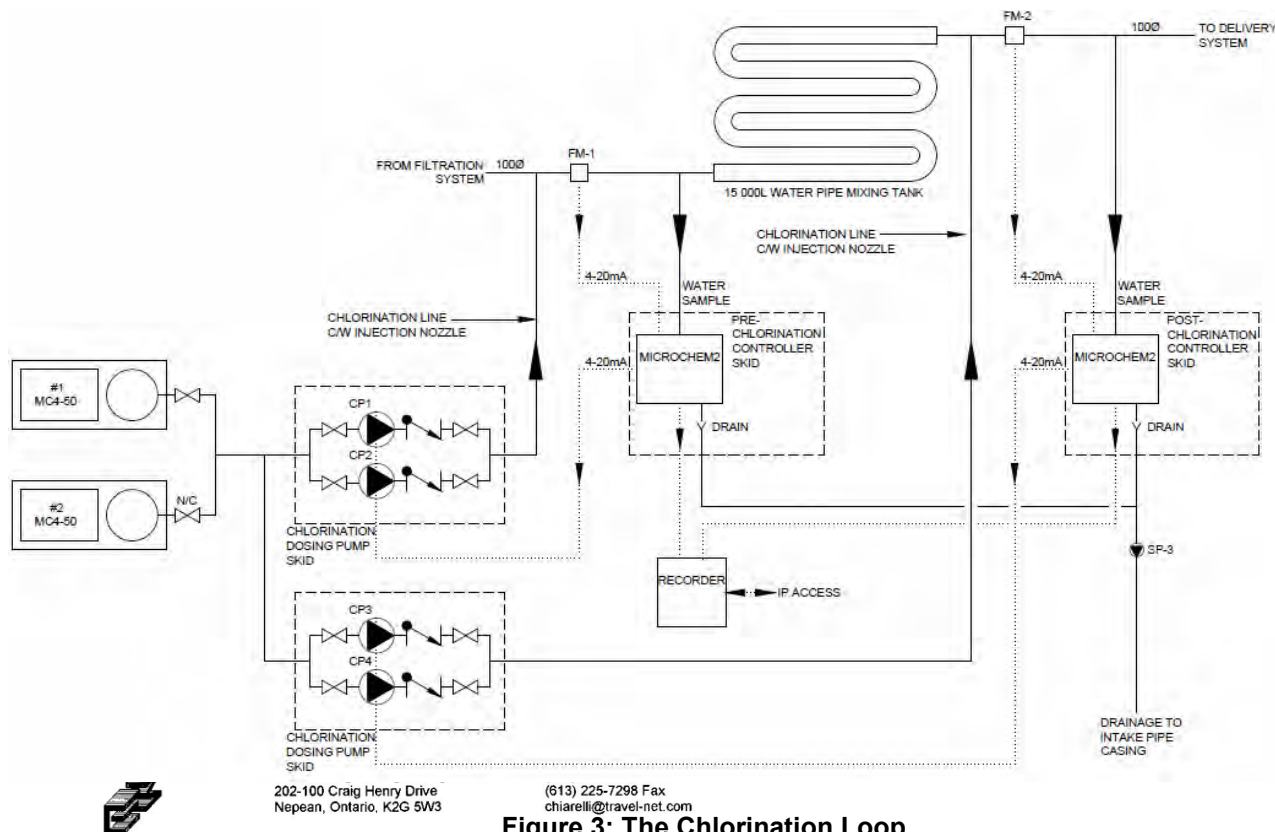 FM-2
100Ø
TO DELIVERY
SYSTEM
FROM FILTRATION
SYSTEM
100Ø
FM-1
15 000L WATER PIPE MIXING TANK
CHLORINATION LINE
C/W INJECTION NOZZLE
4-20mA
WATER
SAMPLE
4-20mA
WATER
SAMPLE
CHLORINATION LINE
C/W INJECTION NOZZLE
PRE-
CHLORINATION
CONTROLLER
SKID
MICROCHEM2
4-20mA
DRAIN
POST-
CHLORINATION
CONTROLLER
SKID
MICROCHEM2
4-20mA
DRAIN
#1
MC4-50
#2
MC4-50
N/C
CP1
CP2
CHLORINATION
DOSING PUMP
SKID
RECORDER
IP ACCESS
SP-3
CP3
CP4
CHLORINATION
DOSING PUMP
SKID
DRAINAGE TO
INTAKE PIPE
CASING
202-100 Craig Henry Drive
Nepean, Ontario, K2G 5W3
(613) 225-7298 Fax
chiarelli@travel-net.com
Figure 3: The Chlorination Loop